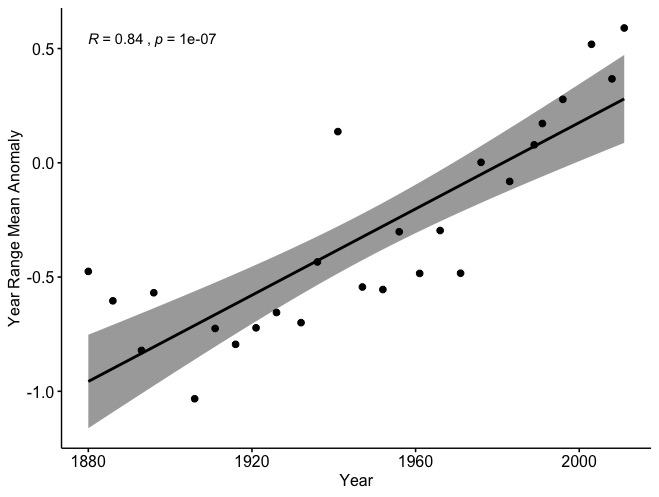 R = 0.84 , p = 1e-07
0.5
0.0
-0.5
-1.0
Year Range Mean Anomaly
1880 1920 1960 2000
Year